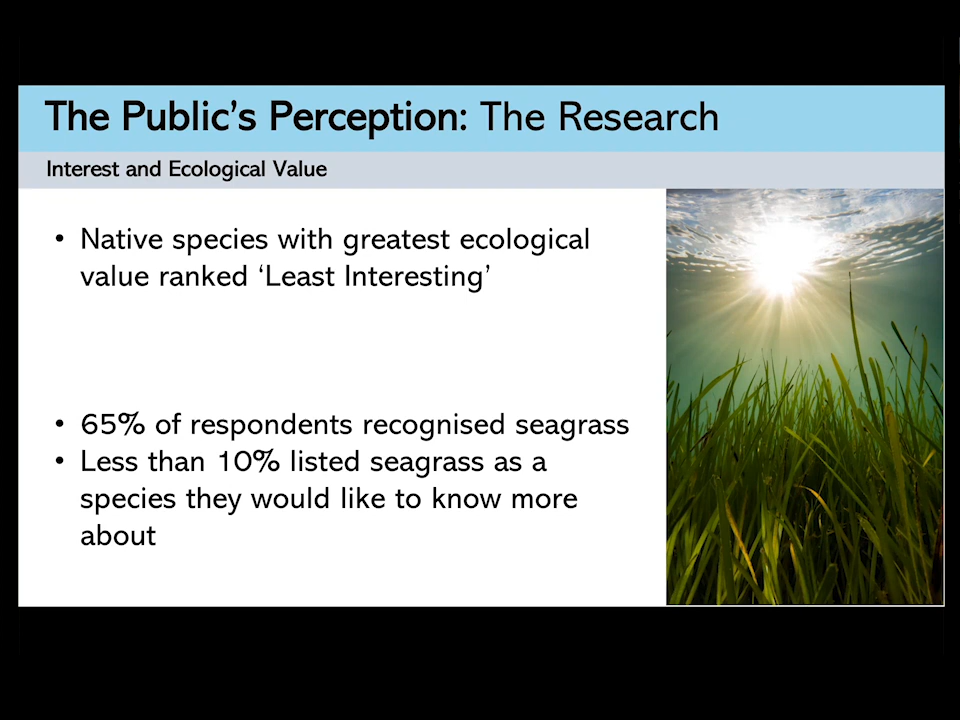 The Public’s Perception: The Research
Interest and Ecological Value
• Native species with greatest ecological
value ranked ‘Least Interesting’
• 65% of respondents recognised seagrass
• Less than 10% listed seagrass as a
species they would like to know more
about